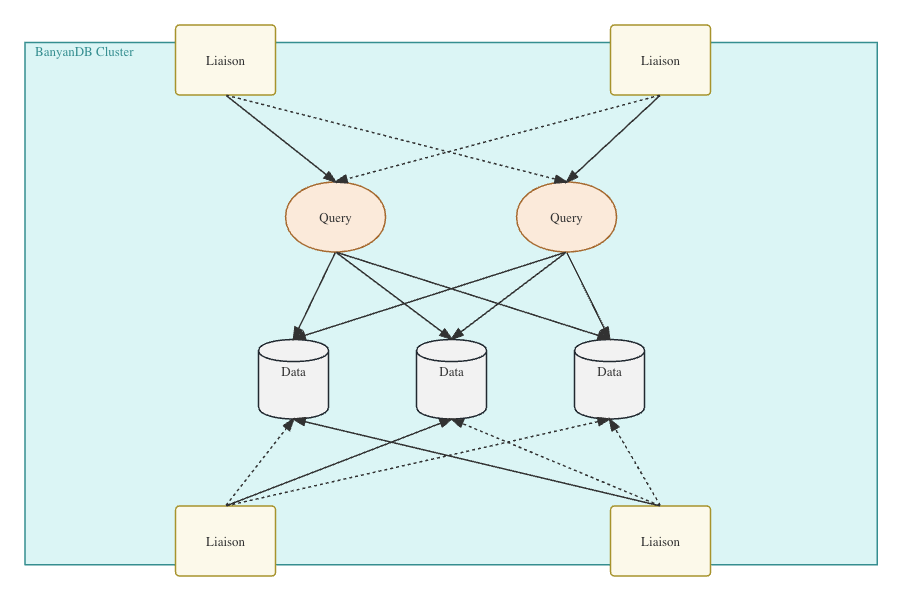 BanyanDB Cluster
Liaison
Liaison
Query
Query
Data
Data
Data
Liaison
Liaison